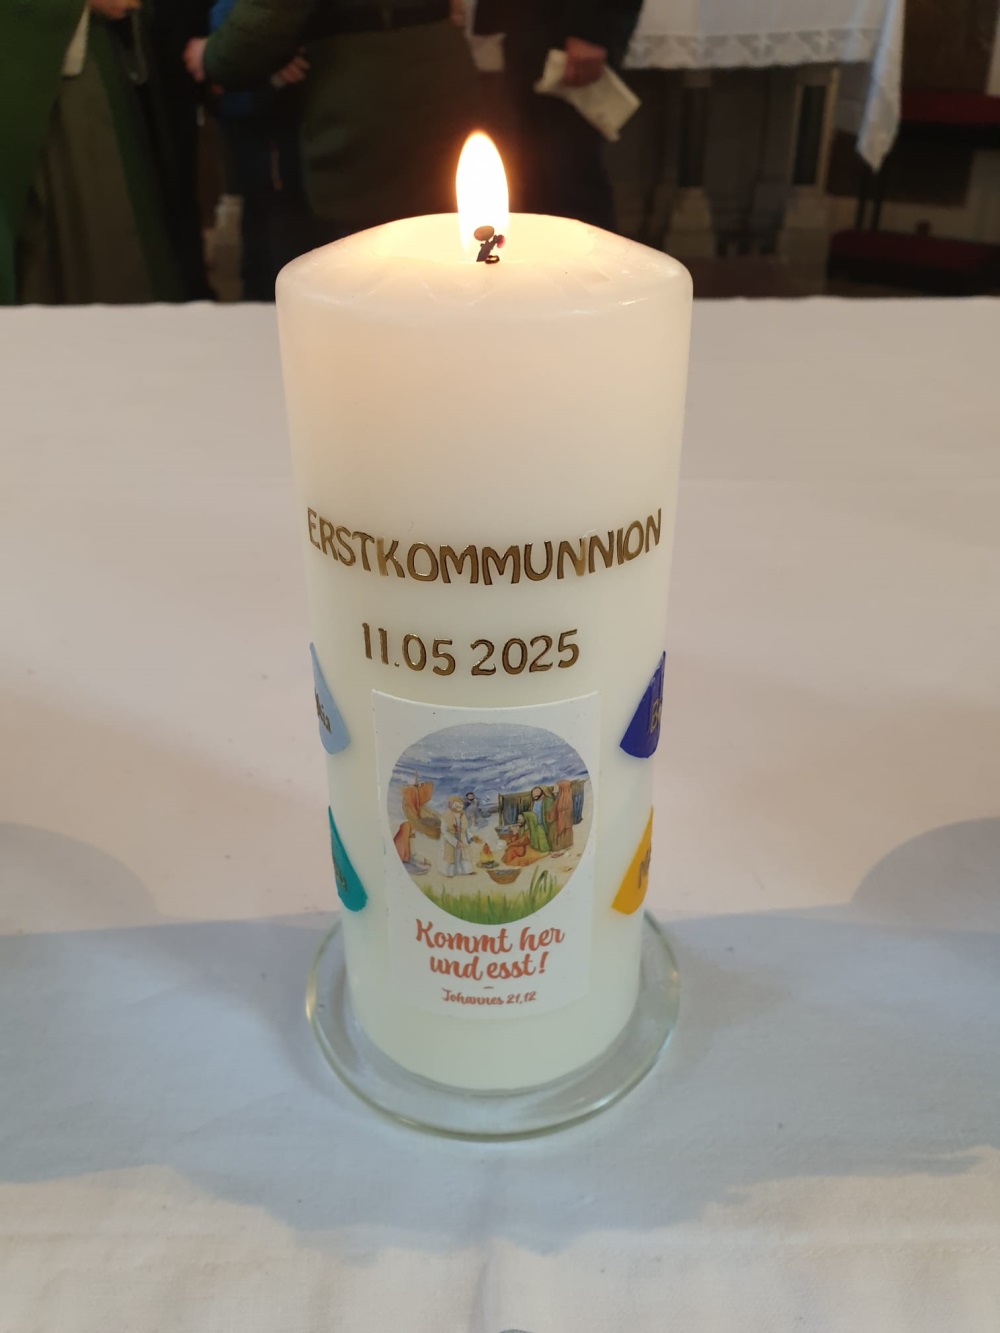 ERSTKOMMUNNION
11.05 2025
Kommt her
und esst!
Johannes 21,12